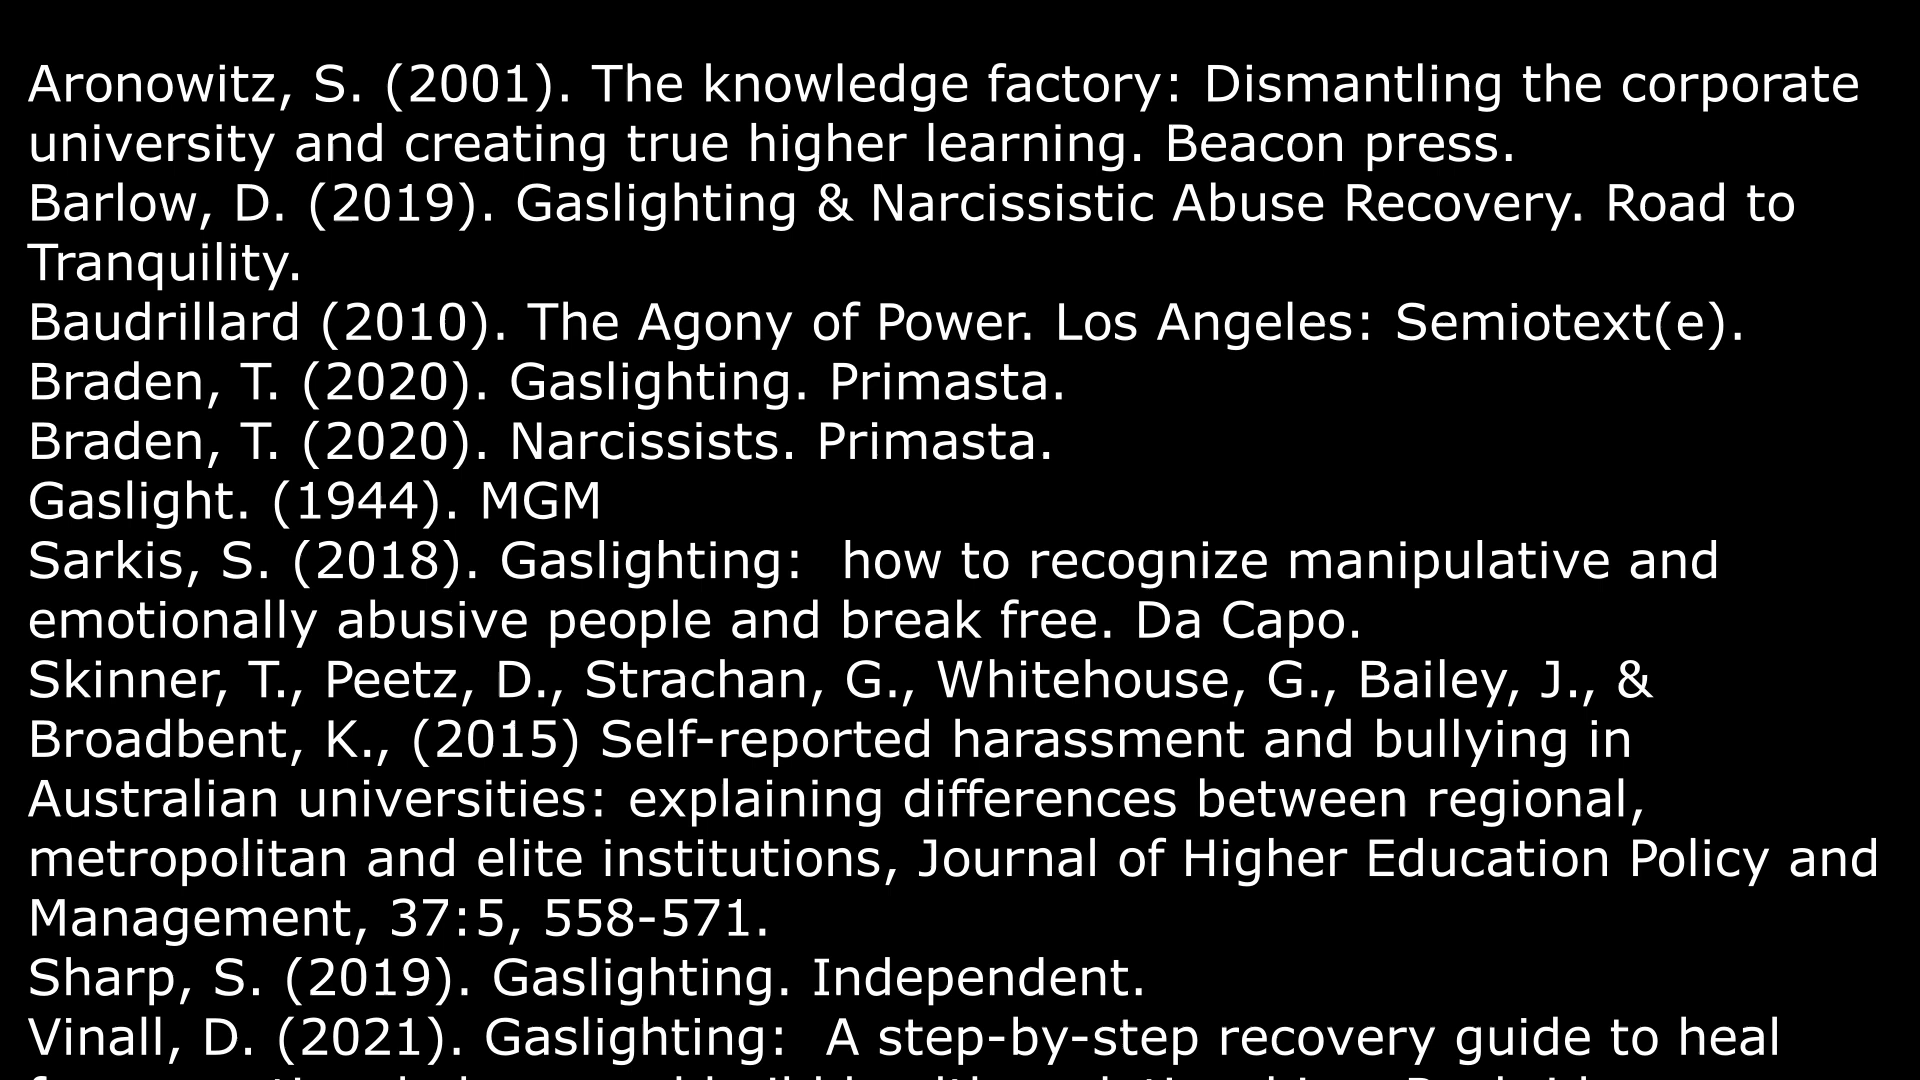 Aronowitz, S. (2001). The knowledge factory: Dismantling the corporate
university and creating true higher learning. Beacon press.
Barlow, D. (2019). Gaslighting & Narcissistic Abuse Recovery. Road to
Tranquility.
Baudrillard (2010). The Agony of Power. Los Angeles: Semiotext(e).
Braden, T. (2020). Gaslighting. Primasta.
Braden, T. (2020). Narcissists. Primasta.
Gaslight. (1944). MGM
Sarkis, S. (2018). Gaslighting:  how to recognize manipulative and
emotionally abusive people and break free. Da Capo.
Skinner, T., Peetz, D., Strachan, G., Whitehouse, G., Bailey, J., &
Broadbent, K., (2015) Self-reported harassment and bullying in
Australian universities: explaining differences between regional,
metropolitan and elite institutions, Journal of Higher Education Policy and
Management, 37:5, 558-571.
Sharp, S. (2019). Gaslighting. Independent.
Vinall, D. (2021). Gaslighting:  A step-by-step recovery guide to heal